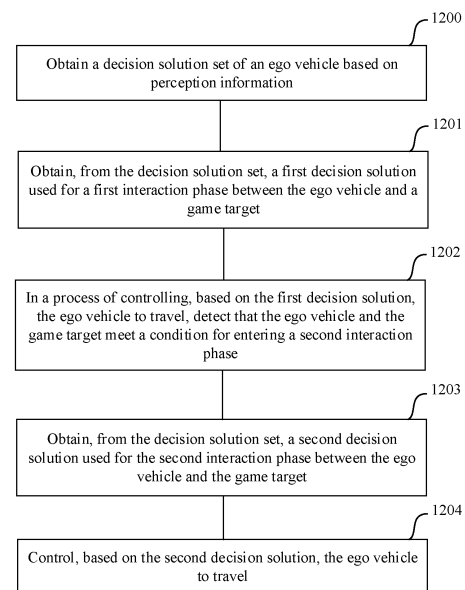 1200
Obtain a decision solution set of an ego vehicle based on
perception information
1201
Obtain, from the decision solution set, a first decision solution
used for a first interaction phase between the ego vehicle and a
game target
1202
In a process of controlling, based on the first decision solution,
the ego vehicle to travel, detect that the ego vehicle and the
game target meet a condition for entering a second interaction
phase
1203
Obtain, from the decision solution set, a second decision
solution used for the second interaction phase between the ego
vehicle and the game target
1204
Control, based on the second decision solution, the ego vehicle
to travel